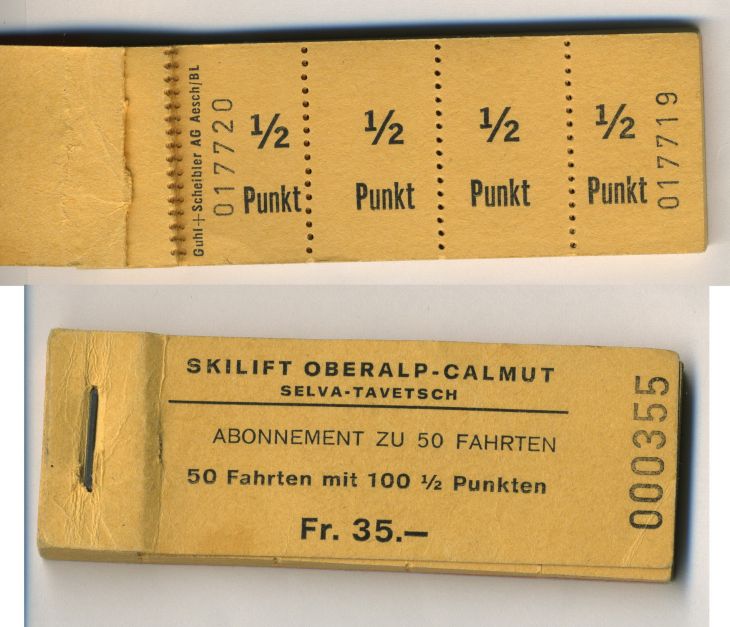 Guhl + Scheibler AG Aesch/BL
017720
½ ½ ½ ½
Punkt Punkt Punkt Punkt
017719
SKILIFT OBERALP-CALMUT
SELVA-TAVETSCH
ABONNEMENT ZU 50 FAHRTEN
50 Fahrten mit 100 ½ Punkten
Fr. 35.—
000355